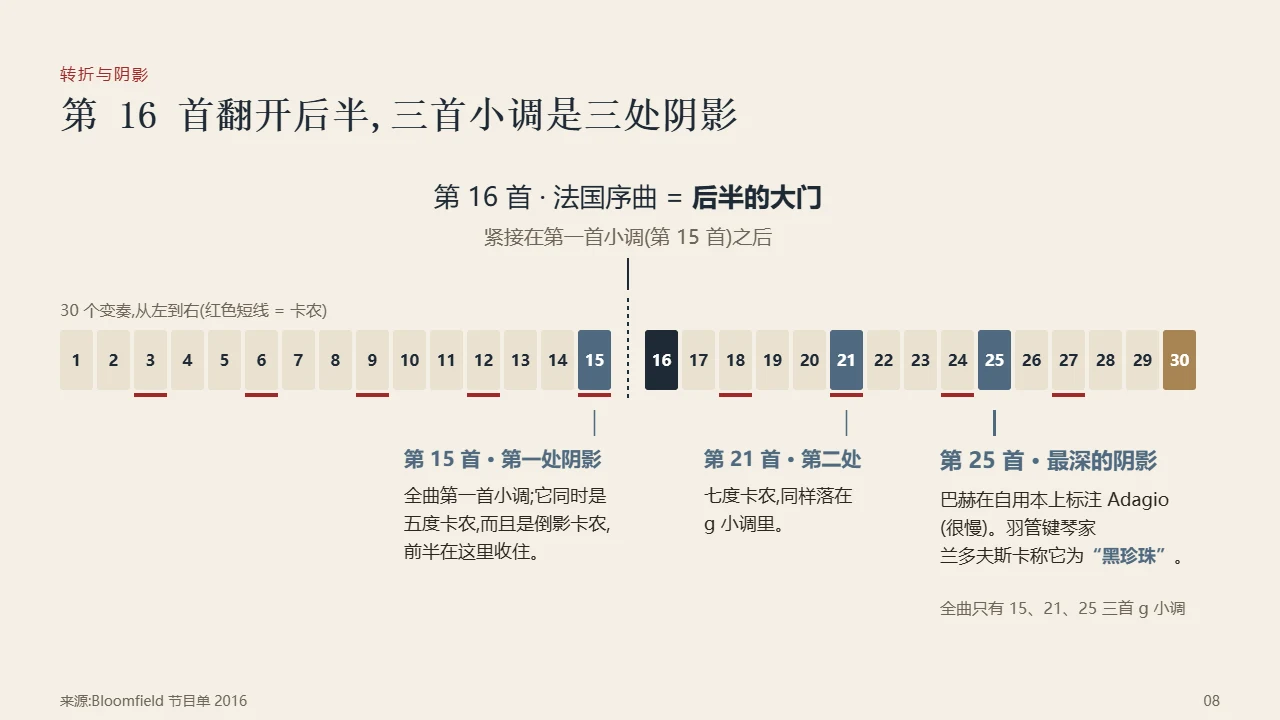 转折与阴影
第 16 首翻开后半,三首小调是三处阴影
第 16 首 · 法国序曲 = 后半的大门
紧接在第一首小调(第 15 首)之后
30 个变奏,从左到右(红色短线 = 卡农)
1 2 3 4 5 6 7 8 9 10 11 12 13 14 15 16 17 18 19 20 21 22 23 24 25 26 27 28 29 30
第 15 首 · 第一处阴影
全曲第一首小调;它同时是
五度卡农,而且是倒影卡农,
前半在这里收住。
第 21 首 · 第二处
七度卡农,同样落在
g 小调里。
第 25 首 · 最深的阴影
巴赫在自用本上标注 Adagio
(很慢)。羽管键琴家
兰多夫斯卡称它为“黑珍珠”。
全曲只有 15、21、25 三首 g 小调
来源:Bloomfield 节目单 2016
08